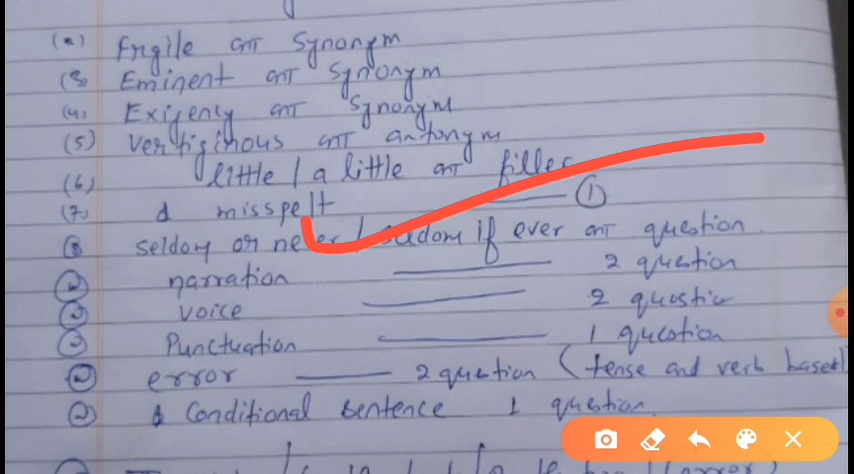 (2) Fragile का Synonym
(3) Eminent का Synonym
(4) Exigency का Synonym
(5) Vertiginous का antonym
(6) little / a little का filler
(7) misspelt ——— ①
⑧ seldom or never / seldom if ever का question
narration ——— 2 question
voice ——— 2 question
Punctuation ——— 1 question
error ——— 2 question (tense and verb based)
Conditional sentence 1 question